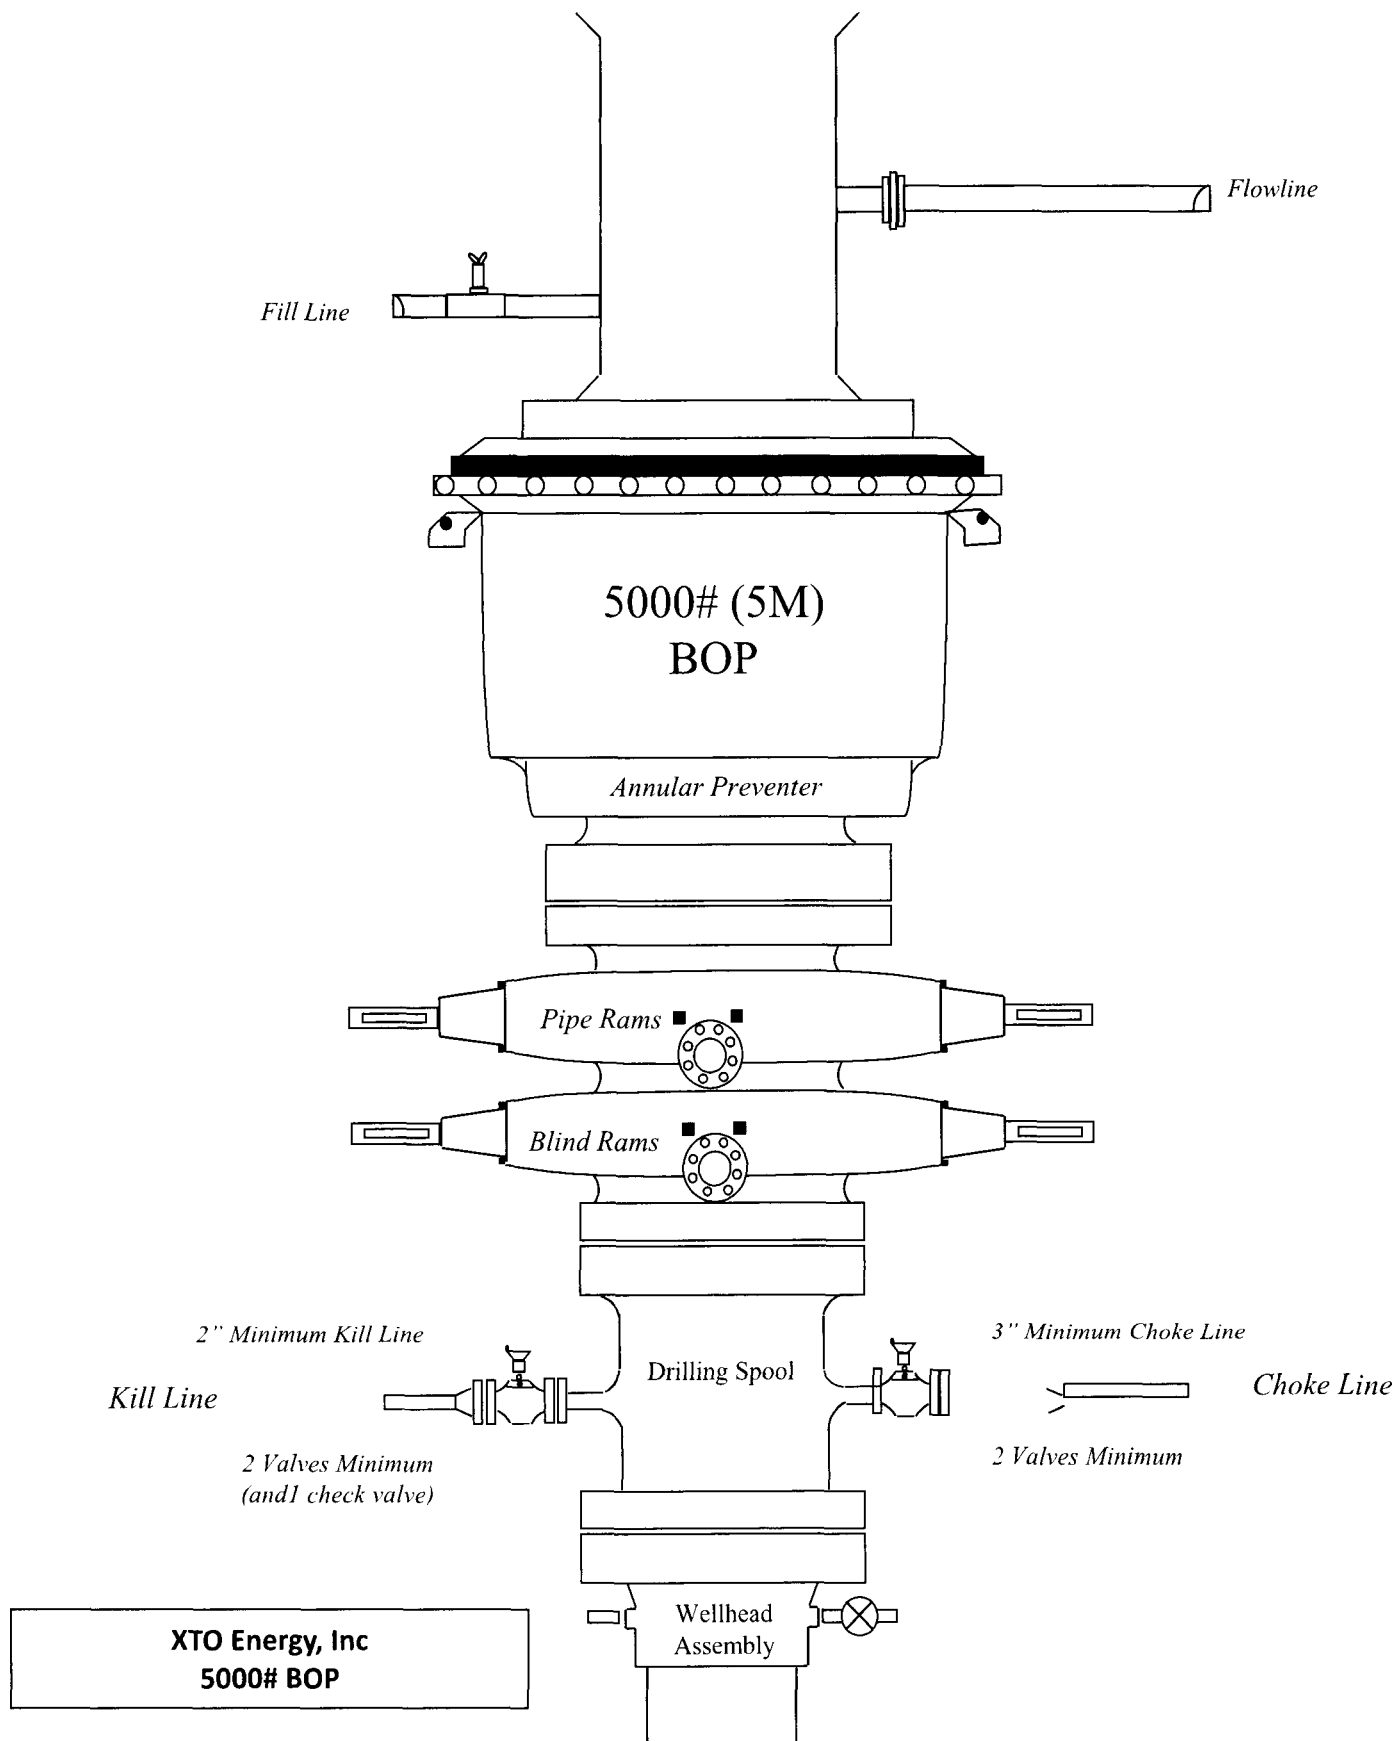 Flowline
Fill Line
5000# (5M)
BOP
Annular Preventer
Pipe Rams
Blind Rams
2" Minimum Kill Line
3" Minimum Choke Line
Drilling Spool
Kill Line
Choke Line
2 Valves Minimum
(and1 check valve)
2 Valves Minimum
Wellhead
Assembly
XTO Energy, Inc
5000# BOP